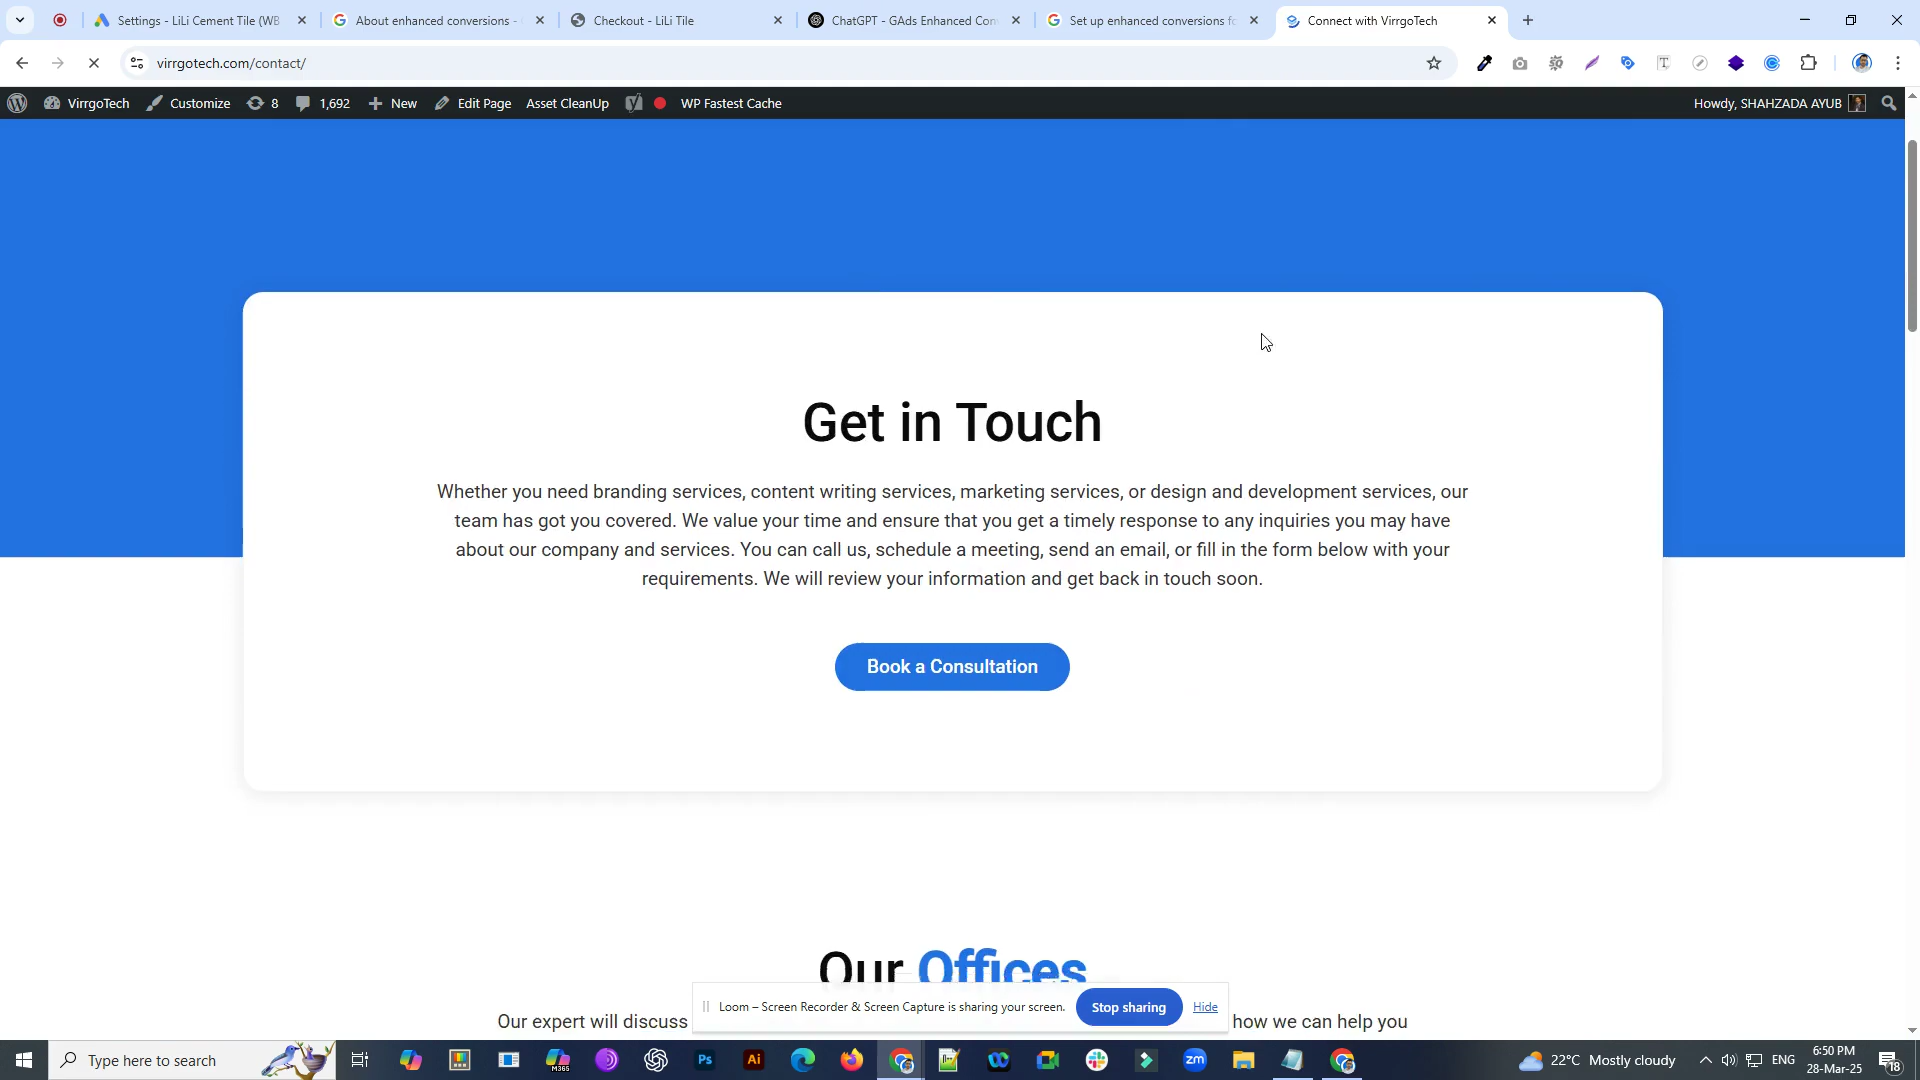 Settings - LiLi Cement Tile (WB
About enhanced conversions -
Checkout - LiLi Tile
ChatGPT - GAds Enhanced Con
Set up enhanced conversions fo
Connect with VirrgoTech
virrgotech.com/contact/
VirrgoTech
Customize
8
1,692
New
Edit Page
Asset CleanUp
WP Fastest Cache
Howdy, SHAHZADA AYUB
Get in Touch
Whether you need branding services, content writing services, marketing services, or design and development services, our
team has got you covered. We value your time and ensure that you get a timely response to any inquiries you may have
about our company and services. You can call us, schedule a meeting, send an email, or fill in the form below with your
requirements. We will review your information and get back in touch soon.
Book a Consultation
Our Offices
Loom – Screen Recorder & Screen Capture is sharing your screen.
Stop sharing
Hide
Our expert will discuss
how we can help you
Type here to search
M365
Ps
Ai
zm
22°C Mostly cloudy
ENG
6:50 PM
28-Mar-25
18